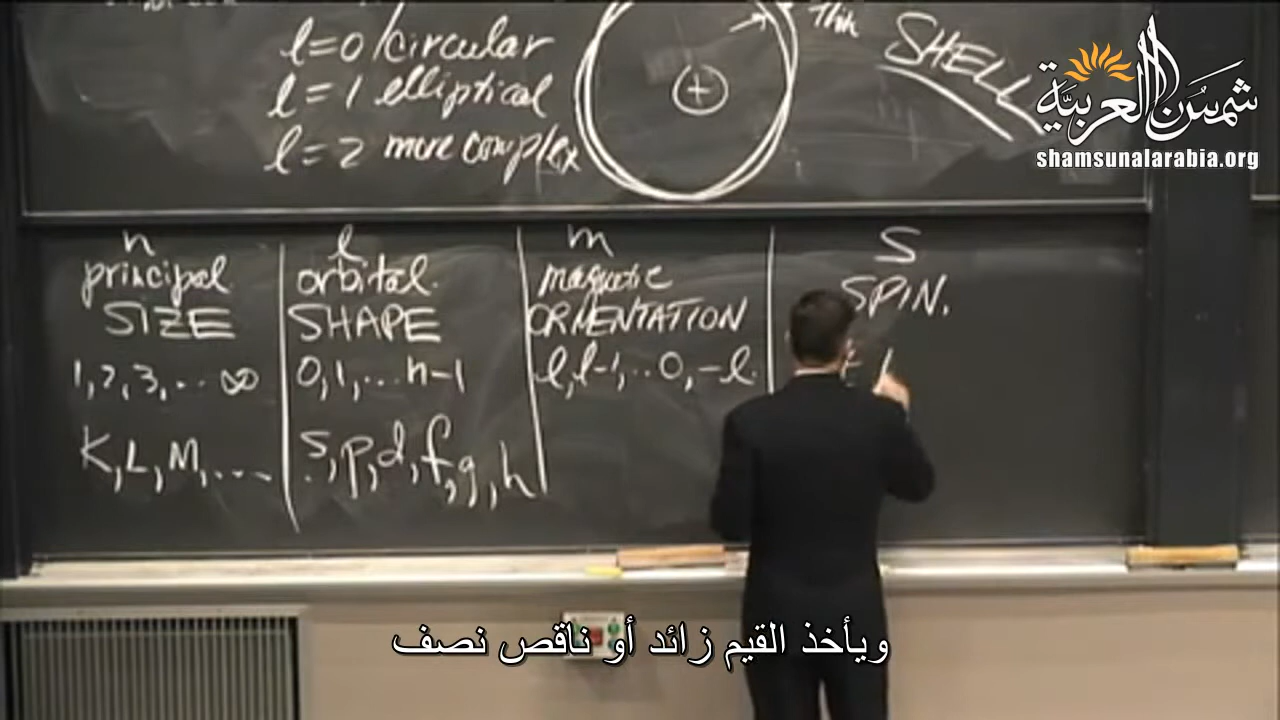 l=0/circular
l=1 elliptical
l=2 more complex
+
thin
SHELL
شمس العربية
shamsunalarabia.org
n
principal
SIZE
1,2,3,... ∞
K,L,M,....
l
orbital
SHAPE
0,1,...n-1
s,p,d,f,g,h
m
magnetic
ORIENTATION
l,l-1,..0,-l.
S
SPIN.
ويأخذ القيم زائد أو ناقص نصف